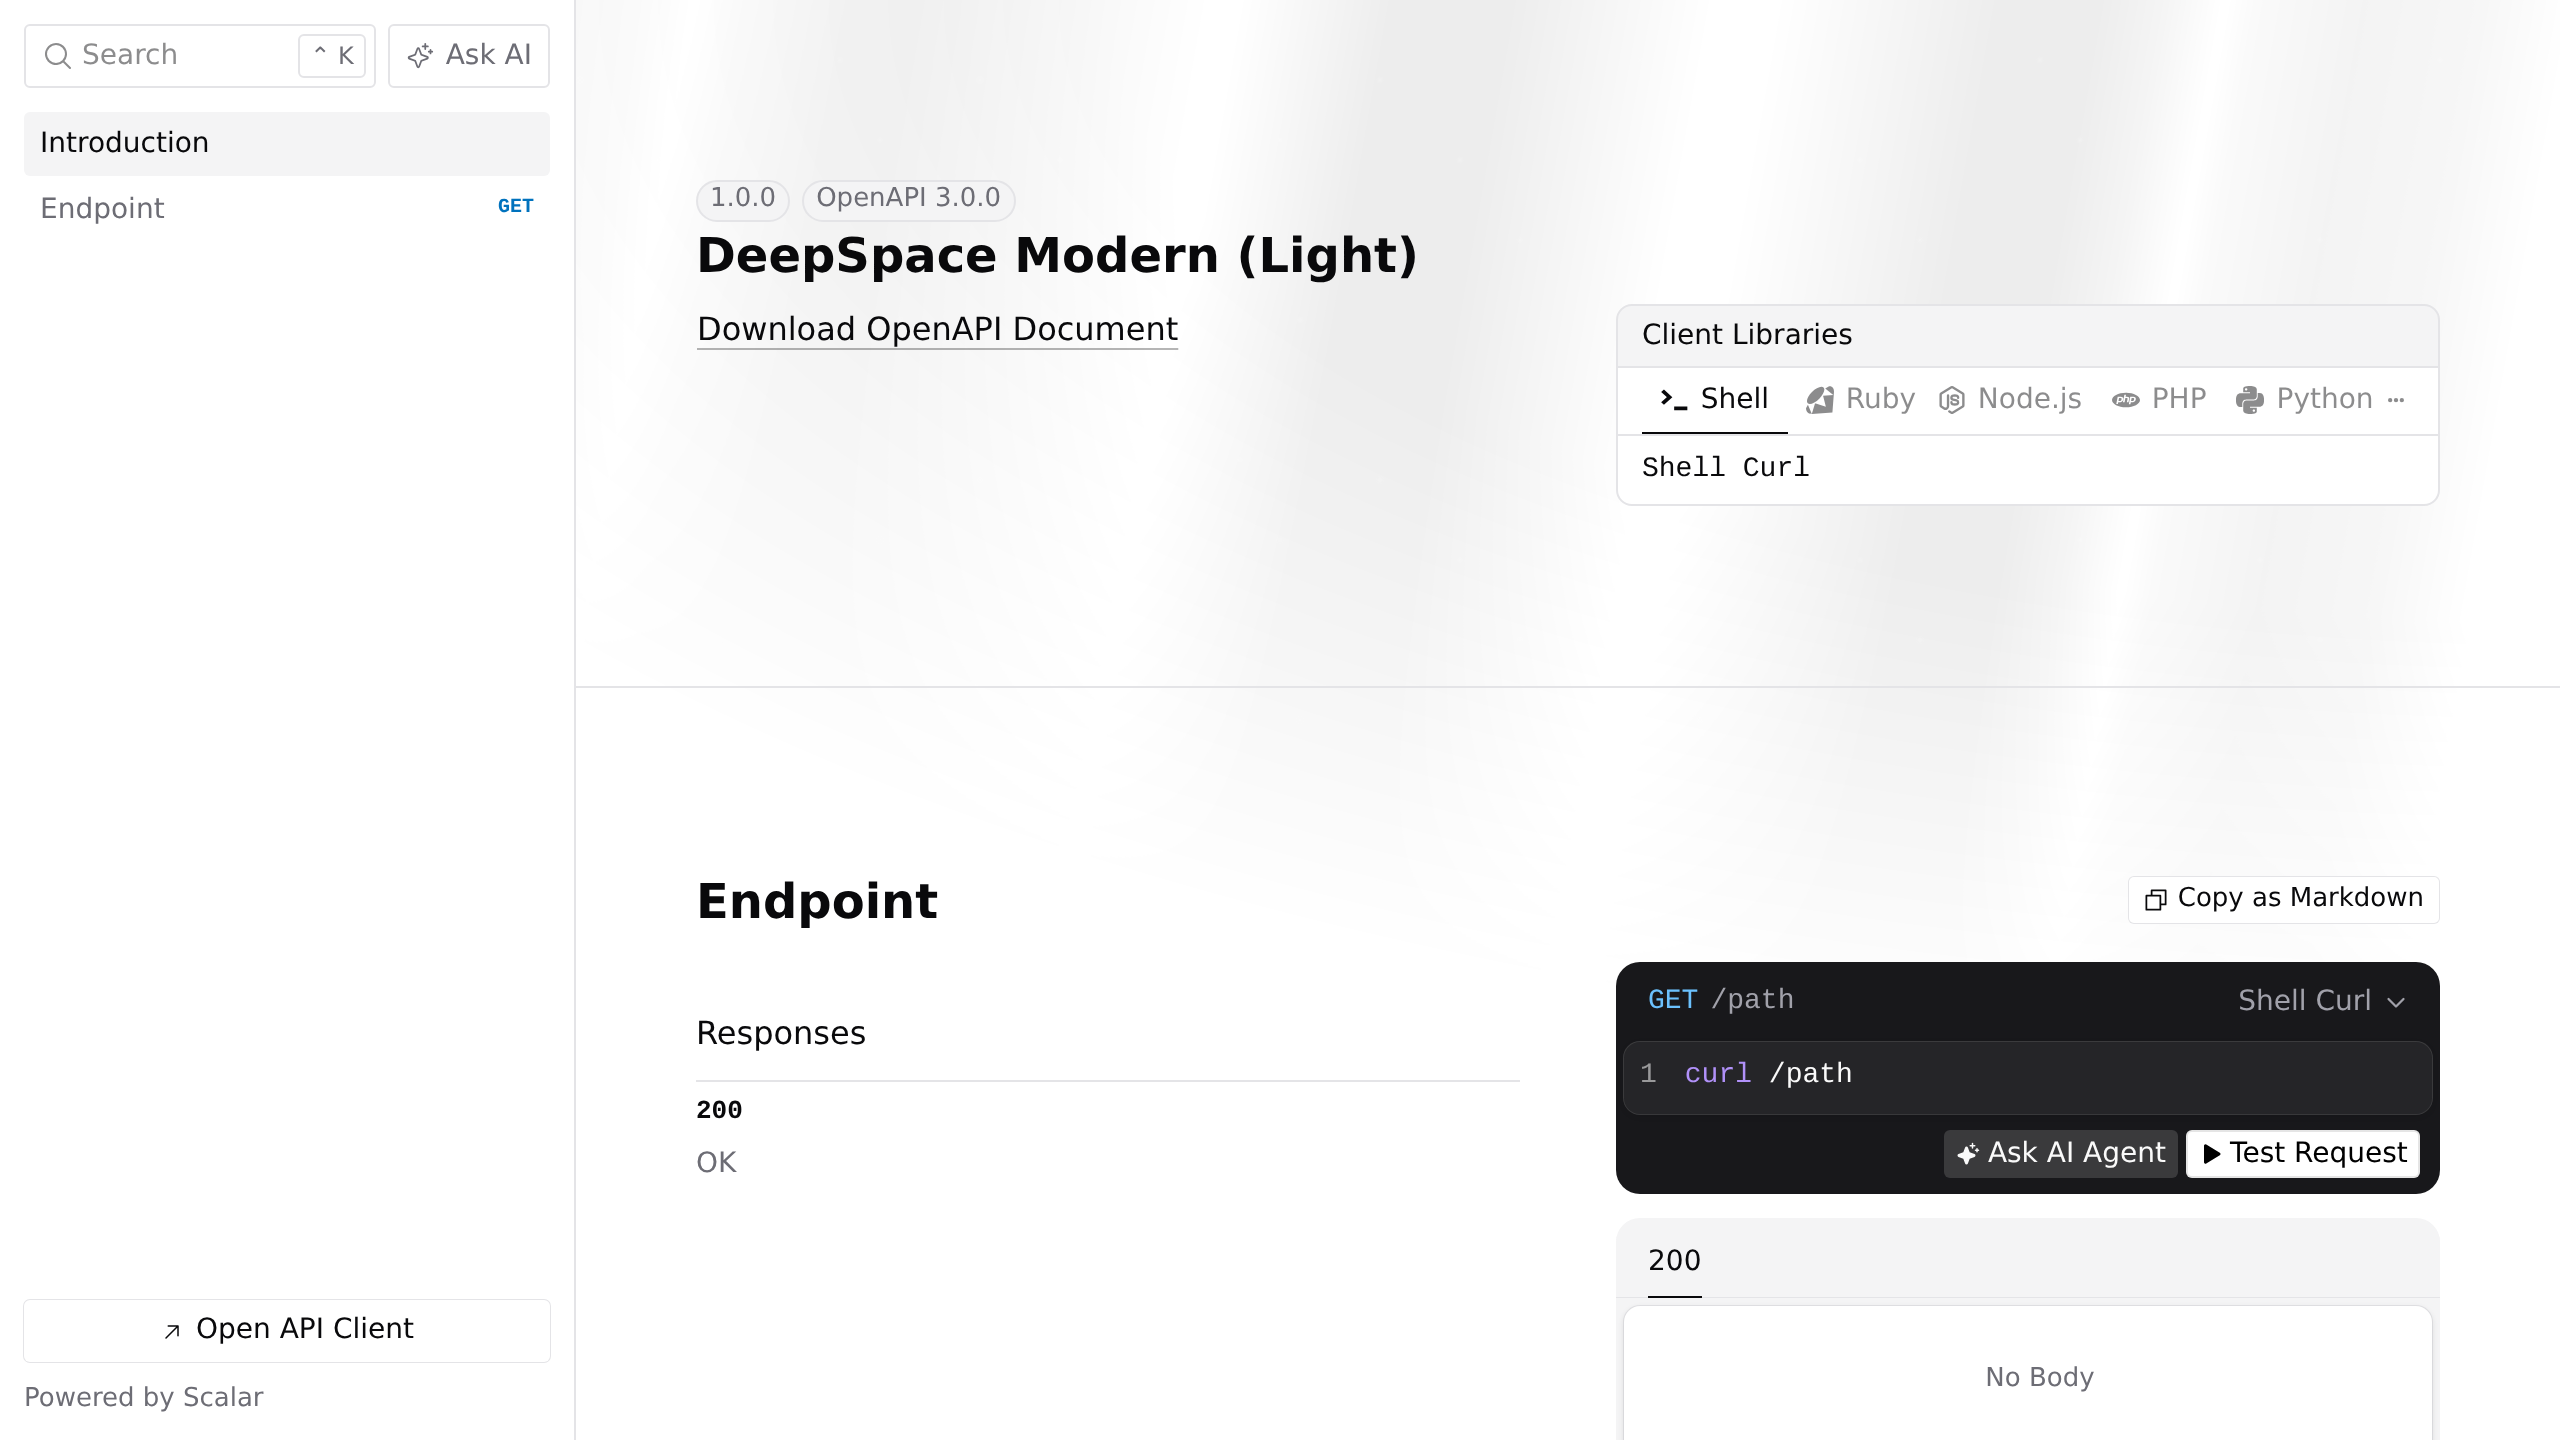 Search
⌃ K
Ask AI
Introduction
Endpoint GET
Open API Client
Powered by Scalar
1.0.0 OpenAPI 3.0.0
DeepSpace Modern (Light)
Download OpenAPI Document
Client Libraries
Shell Ruby Node.js php PHP Python ···
Shell Curl
Endpoint
Copy as Markdown
Responses
200
OK
GET /path Shell Curl
1 curl /path
Ask AI Agent Test Request
200
No Body